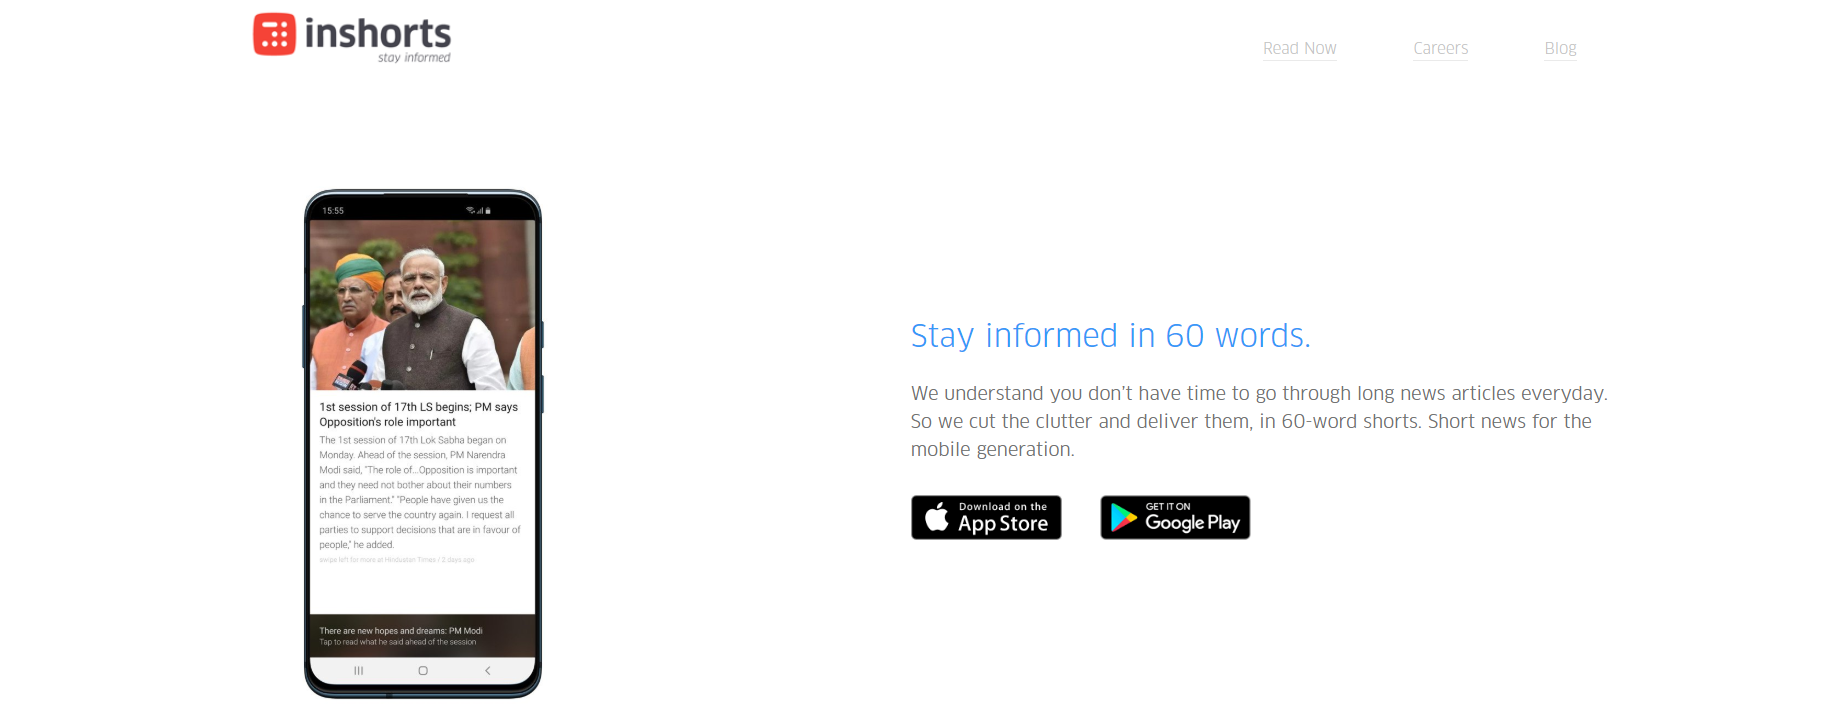 inshorts
stay informed
Read Now
Careers
Blog
15:55
1st session of 17th LS begins; PM says
Opposition's role important
The 1st session of 17th Lok Sabha began on
Monday. Ahead of the session, PM Narendra
Modi said, "The role of...Opposition is important
and they need not bother about their numbers
in the Parliament." "People have given us the
chance to serve the country again. I request all
parties to support decisions that are in favour of
people," he added.
swipe left for more at Hindustan Times / 2 days ago
There are new hopes and dreams: PM Modi
Tap to read what he said ahead of the session
Stay informed in 60 words.
We understand you don't have time to go through long news articles everyday.
So we cut the clutter and deliver them, in 60-word shorts. Short news for the
mobile generation.
Download on the
App Store
GET IT ON
Google Play